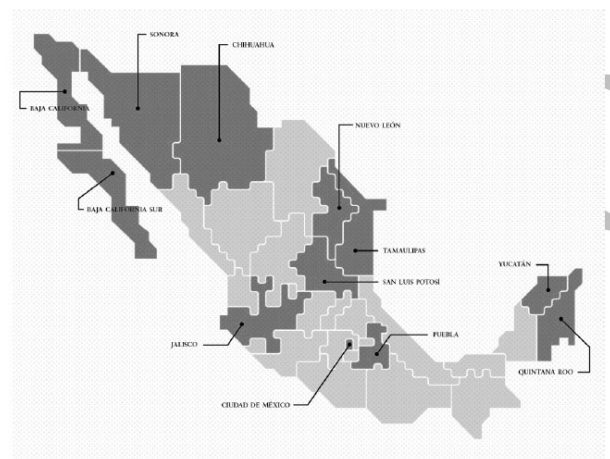 SONORA
CHIHUAHUA
BAJA CALIFORNIA
NUEVO LEÓN
BAJA CALIFORNIA SUR
TAMAULIPAS
YUCATÁN
SAN LUIS POTOSÍ
PUEBLA
JALISCO
QUINTANA ROO
CIUDAD DE MÉXICO